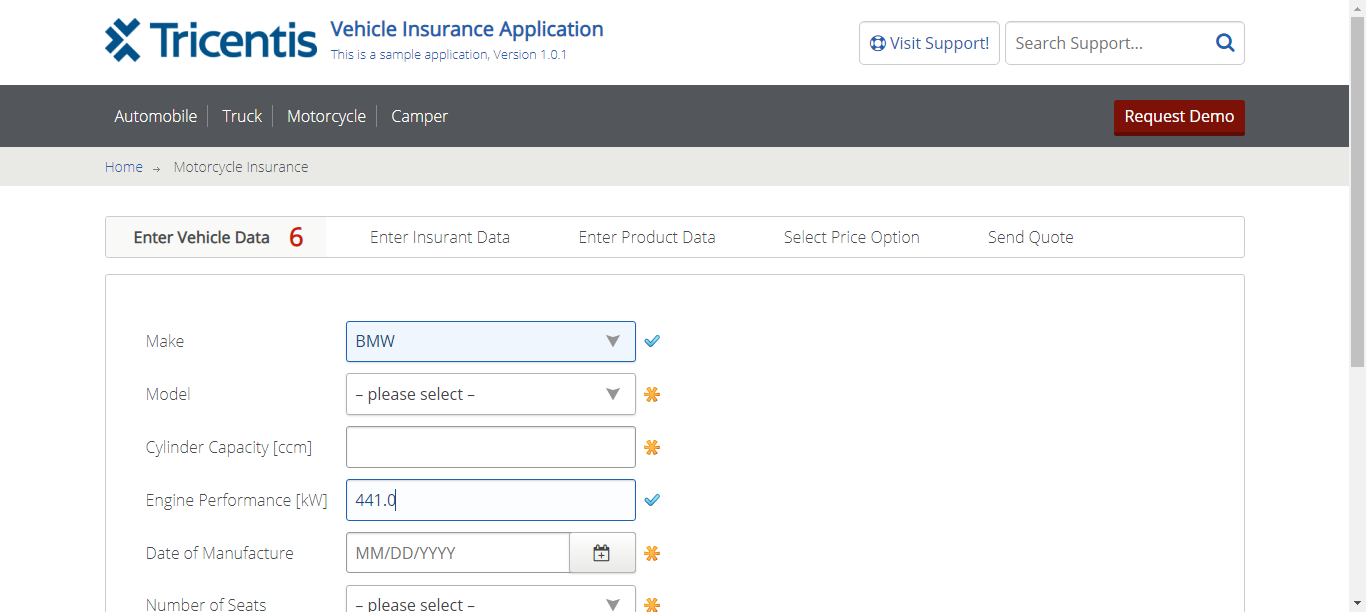 Tricentis
Vehicle Insurance Application
This is a sample application, Version 1.0.1
Visit Support!
Search Support...
Automobile
Truck
Motorcycle
Camper
Request Demo
Home → Motorcycle Insurance
Enter Vehicle Data 6
Enter Insurant Data
Enter Product Data
Select Price Option
Send Quote
Make
BMW
Model
– please select –
Cylinder Capacity [ccm]
Engine Performance [kW]
441.0
Date of Manufacture
MM/DD/YYYY
Number of Seats
– please select –